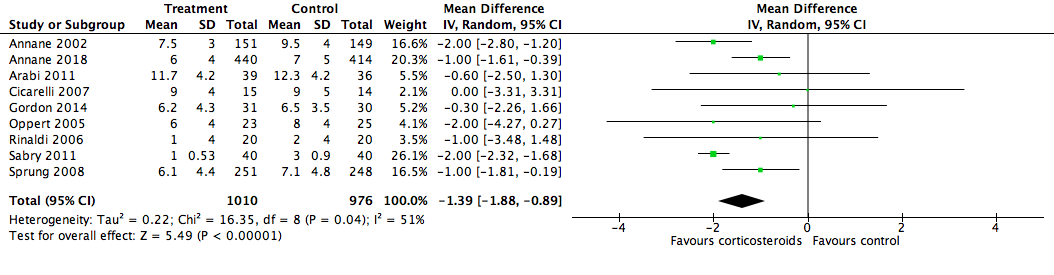 Treatment Control Mean Difference Mean Difference
Study or Subgroup Mean SD Total Mean SD Total Weight IV, Random, 95% CI IV, Random, 95% CI
Annane 2002 7.5 3 151 9.5 4 149 16.6% −2.00 [−2.80, −1.20]
Annane 2018 6 4 440 7 5 414 20.3% −1.00 [−1.61, −0.39]
Arabi 2011 11.7 4.2 39 12.3 4.2 36 5.5% −0.60 [−2.50, 1.30]
Cicarelli 2007 9 4 15 9 5 14 2.1% 0.00 [−3.31, 3.31]
Gordon 2014 6.2 4.3 31 6.5 3.5 30 5.2% −0.30 [−2.26, 1.66]
Oppert 2005 6 4 23 8 4 25 4.1% −2.00 [−4.27, 0.27]
Rinaldi 2006 1 4 20 2 4 20 3.5% −1.00 [−3.48, 1.48]
Sabry 2011 1 0.53 40 3 0.9 40 26.1% −2.00 [−2.32, −1.68]
Sprung 2008 6.1 4.4 251 7.1 4.8 248 16.5% −1.00 [−1.81, −0.19]
Total (95% CI) 1010 976 100.0% −1.39 [−1.88, −0.89]
Heterogeneity: Tau² = 0.22; Chi² = 16.35, df = 8 (P = 0.04); I² = 51%
Test for overall effect: Z = 5.49 (P < 0.00001)
−4 −2 0 2 4
Favours corticosteroids Favours control